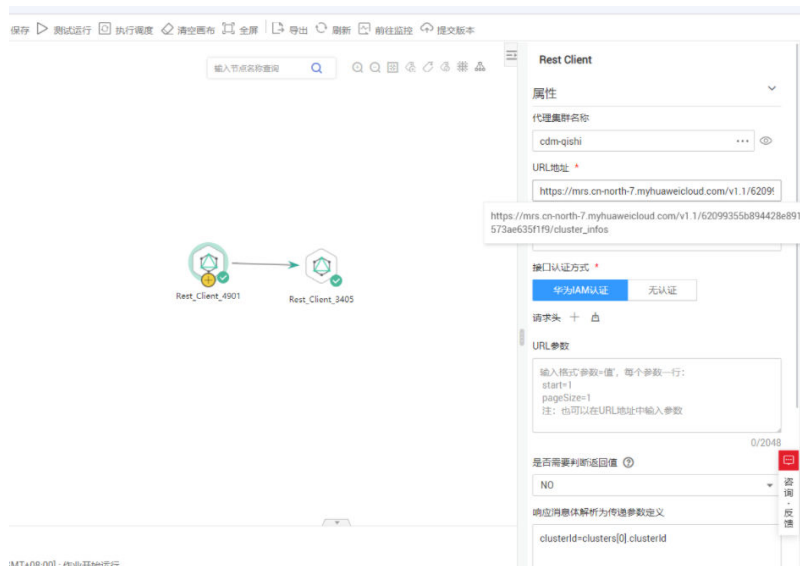 保存 测试运行 执行调度 清空画布 全屏 导出 刷新 前往监控 提交版本
输入节点名称查询
Rest_Client_4901
Rest_Client_3405
Rest Client
属性
代理集群名称
cdm-qishi
URL地址 *
https://mrs.cn-north-7.myhuaweicloud.com/v1.1/62099
https://mrs.cn-north-7.myhuaweicloud.com/v1.1/62099355b894428e891
573ae635f1f9/cluster_infos
接口认证方式 *
华为IAM认证 无认证
请求头
URL参数
输入格式'参数=值'，每个参数一行：
start=1
pageSize=1
注：也可以在URL地址中输入参数
0/2048
是否需要判断返回值
NO
响应消息体解析为传递参数定义
clusterId=clusters[0].clusterId
咨询·反馈